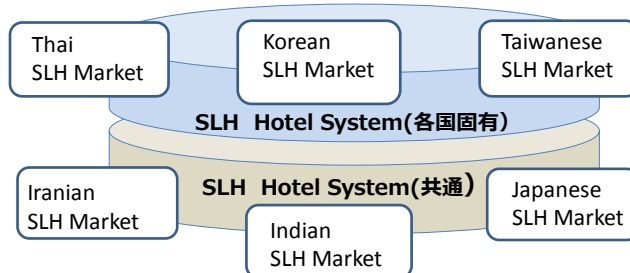 Thai
SLH Market
Korean
SLH Market
Taiwanese
SLH Market
SLH Hotel System(各国固有)
SLH Hotel System(共通)
Iranian
SLH Market
Indian
SLH Market
Japanese
SLH Market